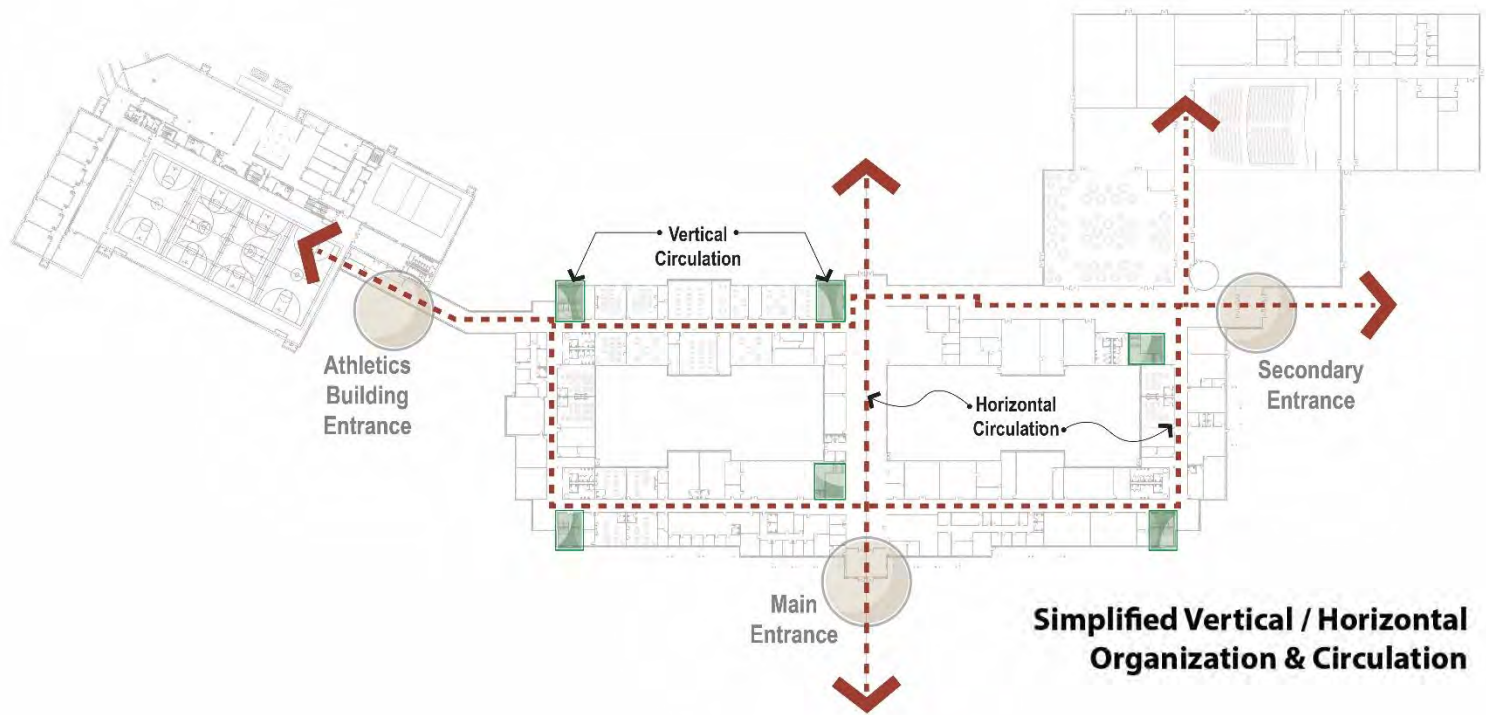 Vertical
Circulation
Athletics
Building
Entrance
Horizontal
Circulation
Secondary
Entrance
Main
Entrance
Simplified Vertical / Horizontal
Organization & Circulation